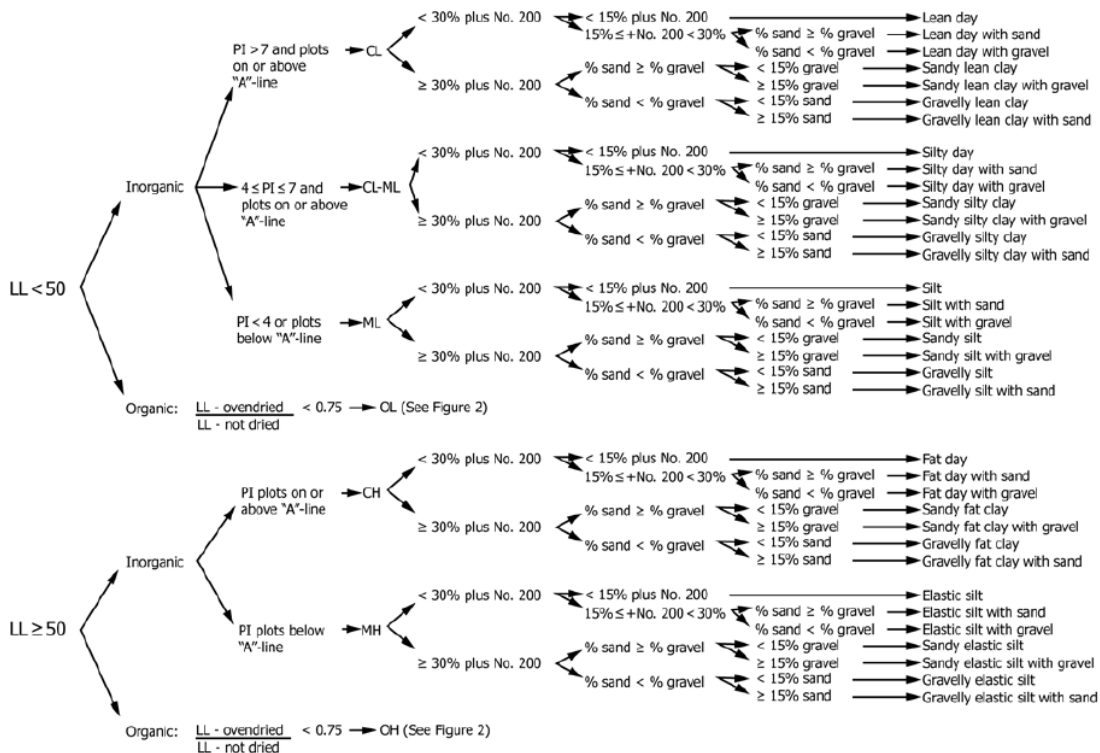 < 30% plus No. 200 < 15% plus No. 200 Lean day
PI > 7 and plots 15% ≤ +No. 200 < 30% % sand ≥ % gravel Lean day with sand
on or above CL % sand < % gravel Lean day with gravel
"A"-line % sand ≥ % gravel < 15% gravel Sandy lean clay
≥ 30% plus No. 200 ≥ 15% gravel Sandy lean clay with gravel
% sand < % gravel < 15% sand Gravelly lean clay
≥ 15% sand Gravelly lean clay with sand
< 30% plus No. 200 < 15% plus No. 200 Silty day
15% ≤ +No. 200 < 30% % sand ≥ % gravel Silty day with sand
Inorganic 4 ≤ PI ≤ 7 and CL-ML % sand < % gravel Silty day with gravel
plots on or above % sand ≥ % gravel < 15% gravel Sandy silty clay
"A"-line ≥ 30% plus No. 200 ≥ 15% gravel Sandy silty clay with gravel
% sand < % gravel < 15% sand Gravelly silty clay
≥ 15% sand Gravelly silty clay with sand
LL < 50 < 30% plus No. 200 < 15% plus No. 200 Silt
15% ≤ +No. 200 < 30% % sand ≥ % gravel Silt with sand
PI < 4 or plots ML % sand < % gravel Silt with gravel
below "A"-line % sand ≥ % gravel < 15% gravel Sandy silt
≥ 30% plus No. 200 ≥ 15% gravel Sandy silt with gravel
% sand < % gravel < 15% sand Gravelly silt
≥ 15% sand Gravelly silt with sand
Organic: LL - ovendried < 0.75 OL (See Figure 2)
LL - not dried
< 30% plus No. 200 < 15% plus No. 200 Fat day
15% ≤ +No. 200 < 30% % sand ≥ % gravel Fat day with sand
PI plots on or CH % sand < % gravel Fat day with gravel
above "A"-line % sand ≥ % gravel < 15% gravel Sandy fat clay
≥ 30% plus No. 200 ≥ 15% gravel Sandy fat clay with gravel
% sand < % gravel < 15% sand Gravelly fat clay
Inorganic ≥ 15% sand Gravelly fat clay with sand
< 30% plus No. 200 < 15% plus No. 200 Elastic silt
15% ≤ +No. 200 < 30% % sand ≥ % gravel Elastic silt with sand
LL ≥ 50 PI plots below MH % sand < % gravel Elastic silt with gravel
"A"-line % sand ≥ % gravel < 15% gravel Sandy elastic silt
≥ 30% plus No. 200 ≥ 15% gravel Sandy elastic silt with gravel
% sand < % gravel < 15% sand Gravelly elastic silt
≥ 15% sand Gravelly elastic silt with sand
Organic: LL - ovendried < 0.75 OH (See Figure 2)
LL - not dried